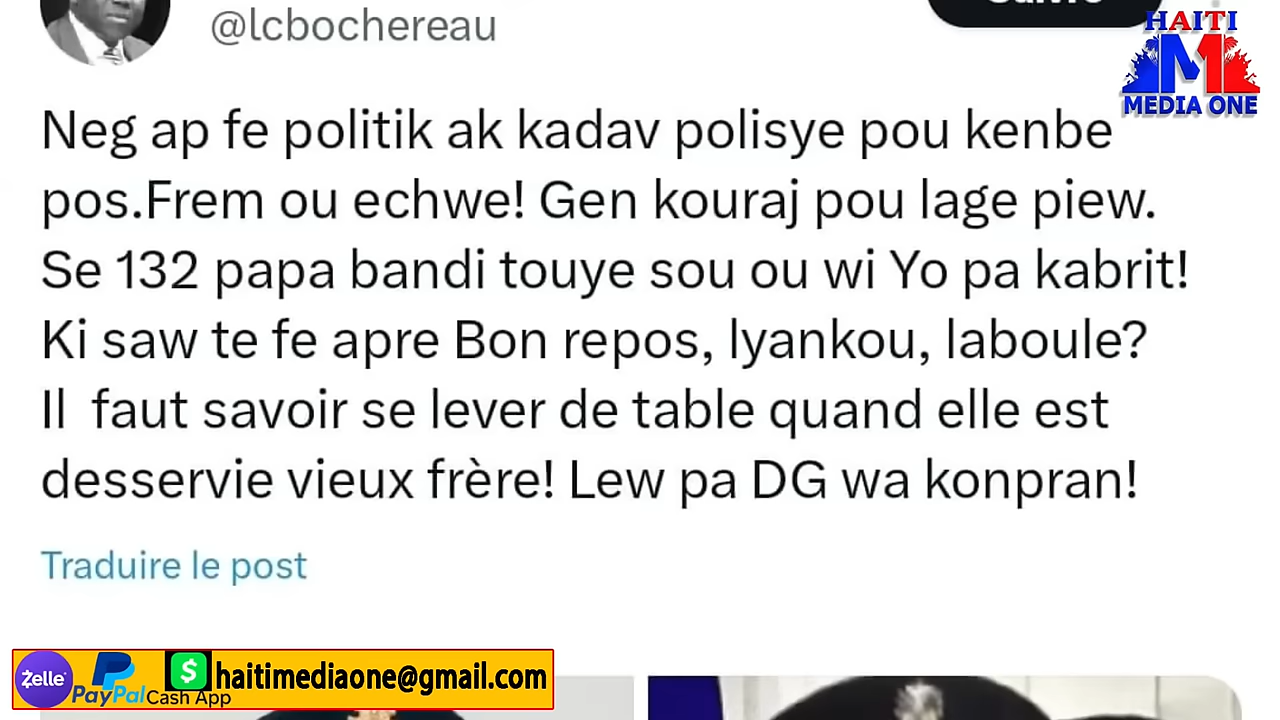 @lcbochereau
Suivre
HAITI
M
MEDIA ONE
Neg ap fe politik ak kadav polisye pou kenbe
pos.Frem ou echwe! Gen kouraj pou lage piew.
Se 132 papa bandi touye sou ou wi Yo pa kabrit!
Ki saw te fe apre Bon repos, lyankou, laboule?
Il faut savoir se lever de table quand elle est
desservie vieux frère! Lew pa DG wa konpran!
Traduire le post
Zelle PayPal $ Cash App haitimediaone@gmail.com